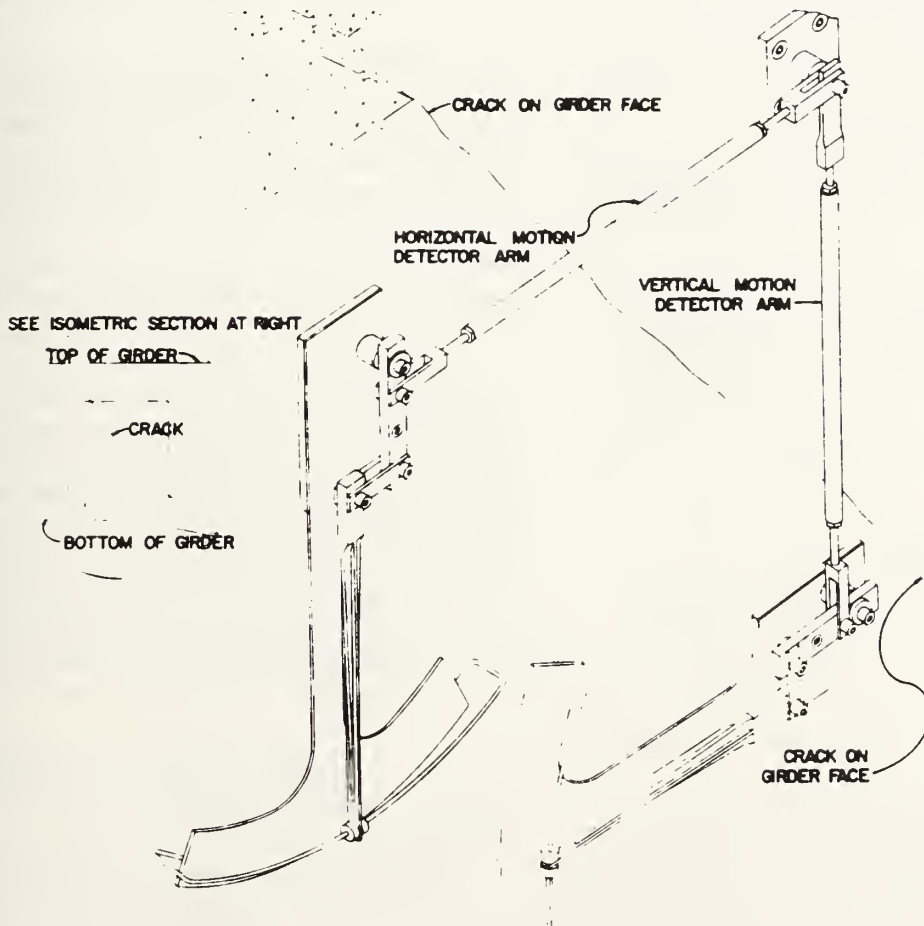 CRACK ON GIRDER FACE
HORIZONTAL MOTION
DETECTOR ARM
VERTICAL MOTION
DETECTOR ARM
SEE ISOMETRIC SECTION AT RIGHT
TOP OF GIRDER
CRACK
BOTTOM OF GIRDER
CRACK ON
GIRDER FACE